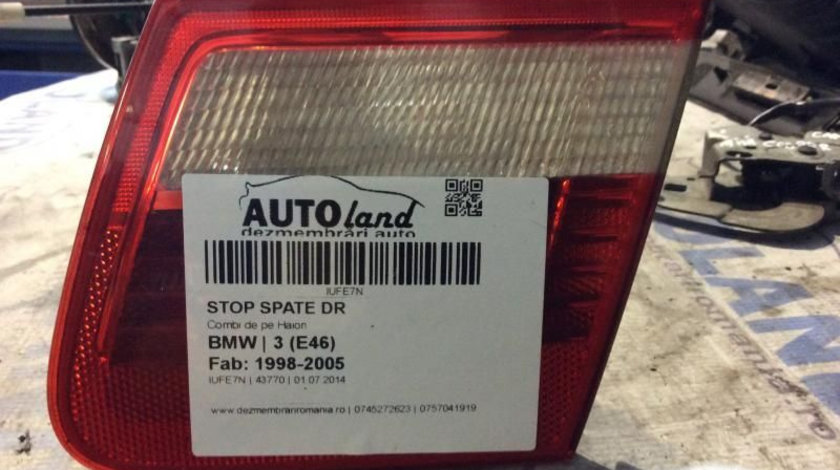 AUTOland
dezmembrări auto
IUFE7N
STOP SPATE DR
Combi de pe Haion
BMW | 3 (E46)
Fab: 1998-2005
IUFE7N | 43770 | 01 07 2014
www.dezmembrariromania.ro | 0745272623 | 0757041919